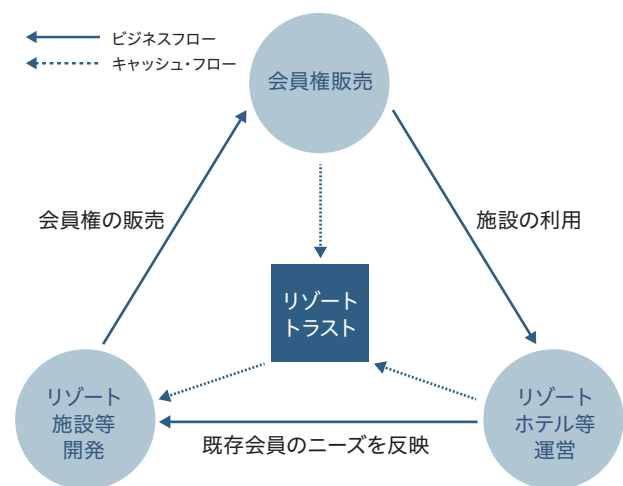 ビジネスフロー
キャッシュ・フロー
会員権販売
会員権の販売
施設の利用
リゾート
トラスト
リゾート
施設等
開発
リゾート
ホテル等
運営
既存会員のニーズを反映